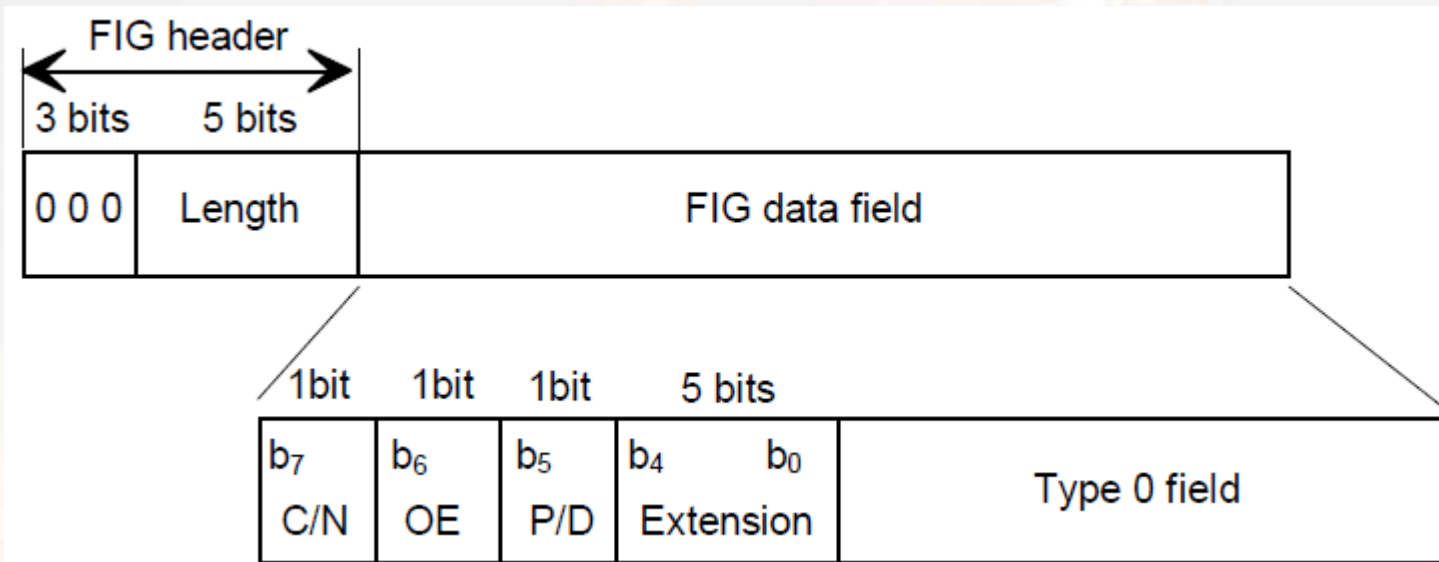 FIG header
3 bits 5 bits
0 0 0 Length FIG data field
1bit 1bit 1bit 5 bits
b₇ b₆ b₅ b₄ b₀
C/N OE P/D Extension Type 0 field